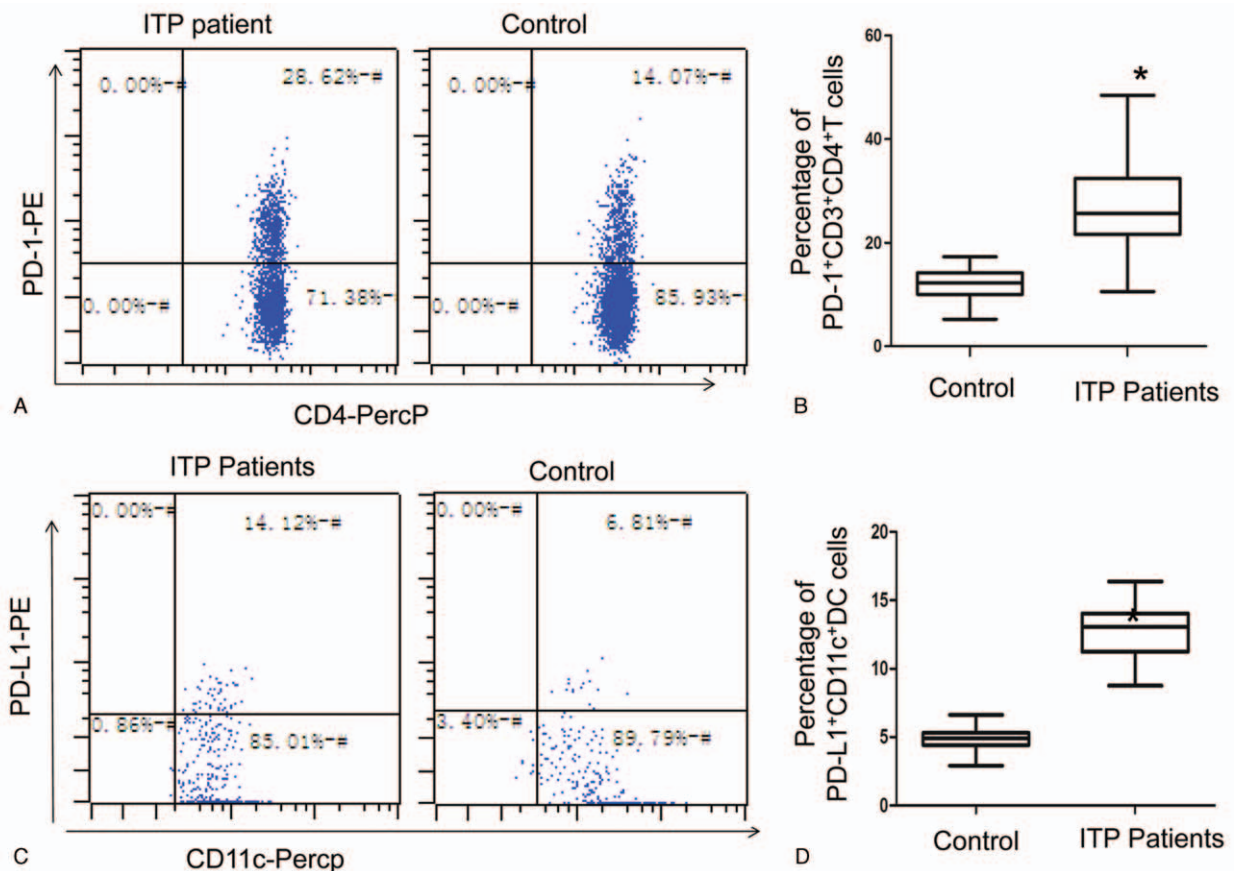 ITP patient
Control
0.00%-#
28.62%-#
0.00%-#
14.07%-#
0.00%-#
71.38%-
0.00%-#
85.93%-
PD-1-PE
CD4-PercP
A
60
40
20
0
Percentage of
PD-1+CD3+CD4+T cells
*
Control
ITP Patients
B
ITP Patients
Control
0.00%-#
14.12%-#
0.00%-#
6.81%-#
0.86%-#
85.01%-#
3.40%-#
89.79%-#
PD-L1-PE
CD11c-Percp
C
20
15
10
5
0
Percentage of
PD-L1+CD11c+DC cells
*
Control
ITP Patients
D